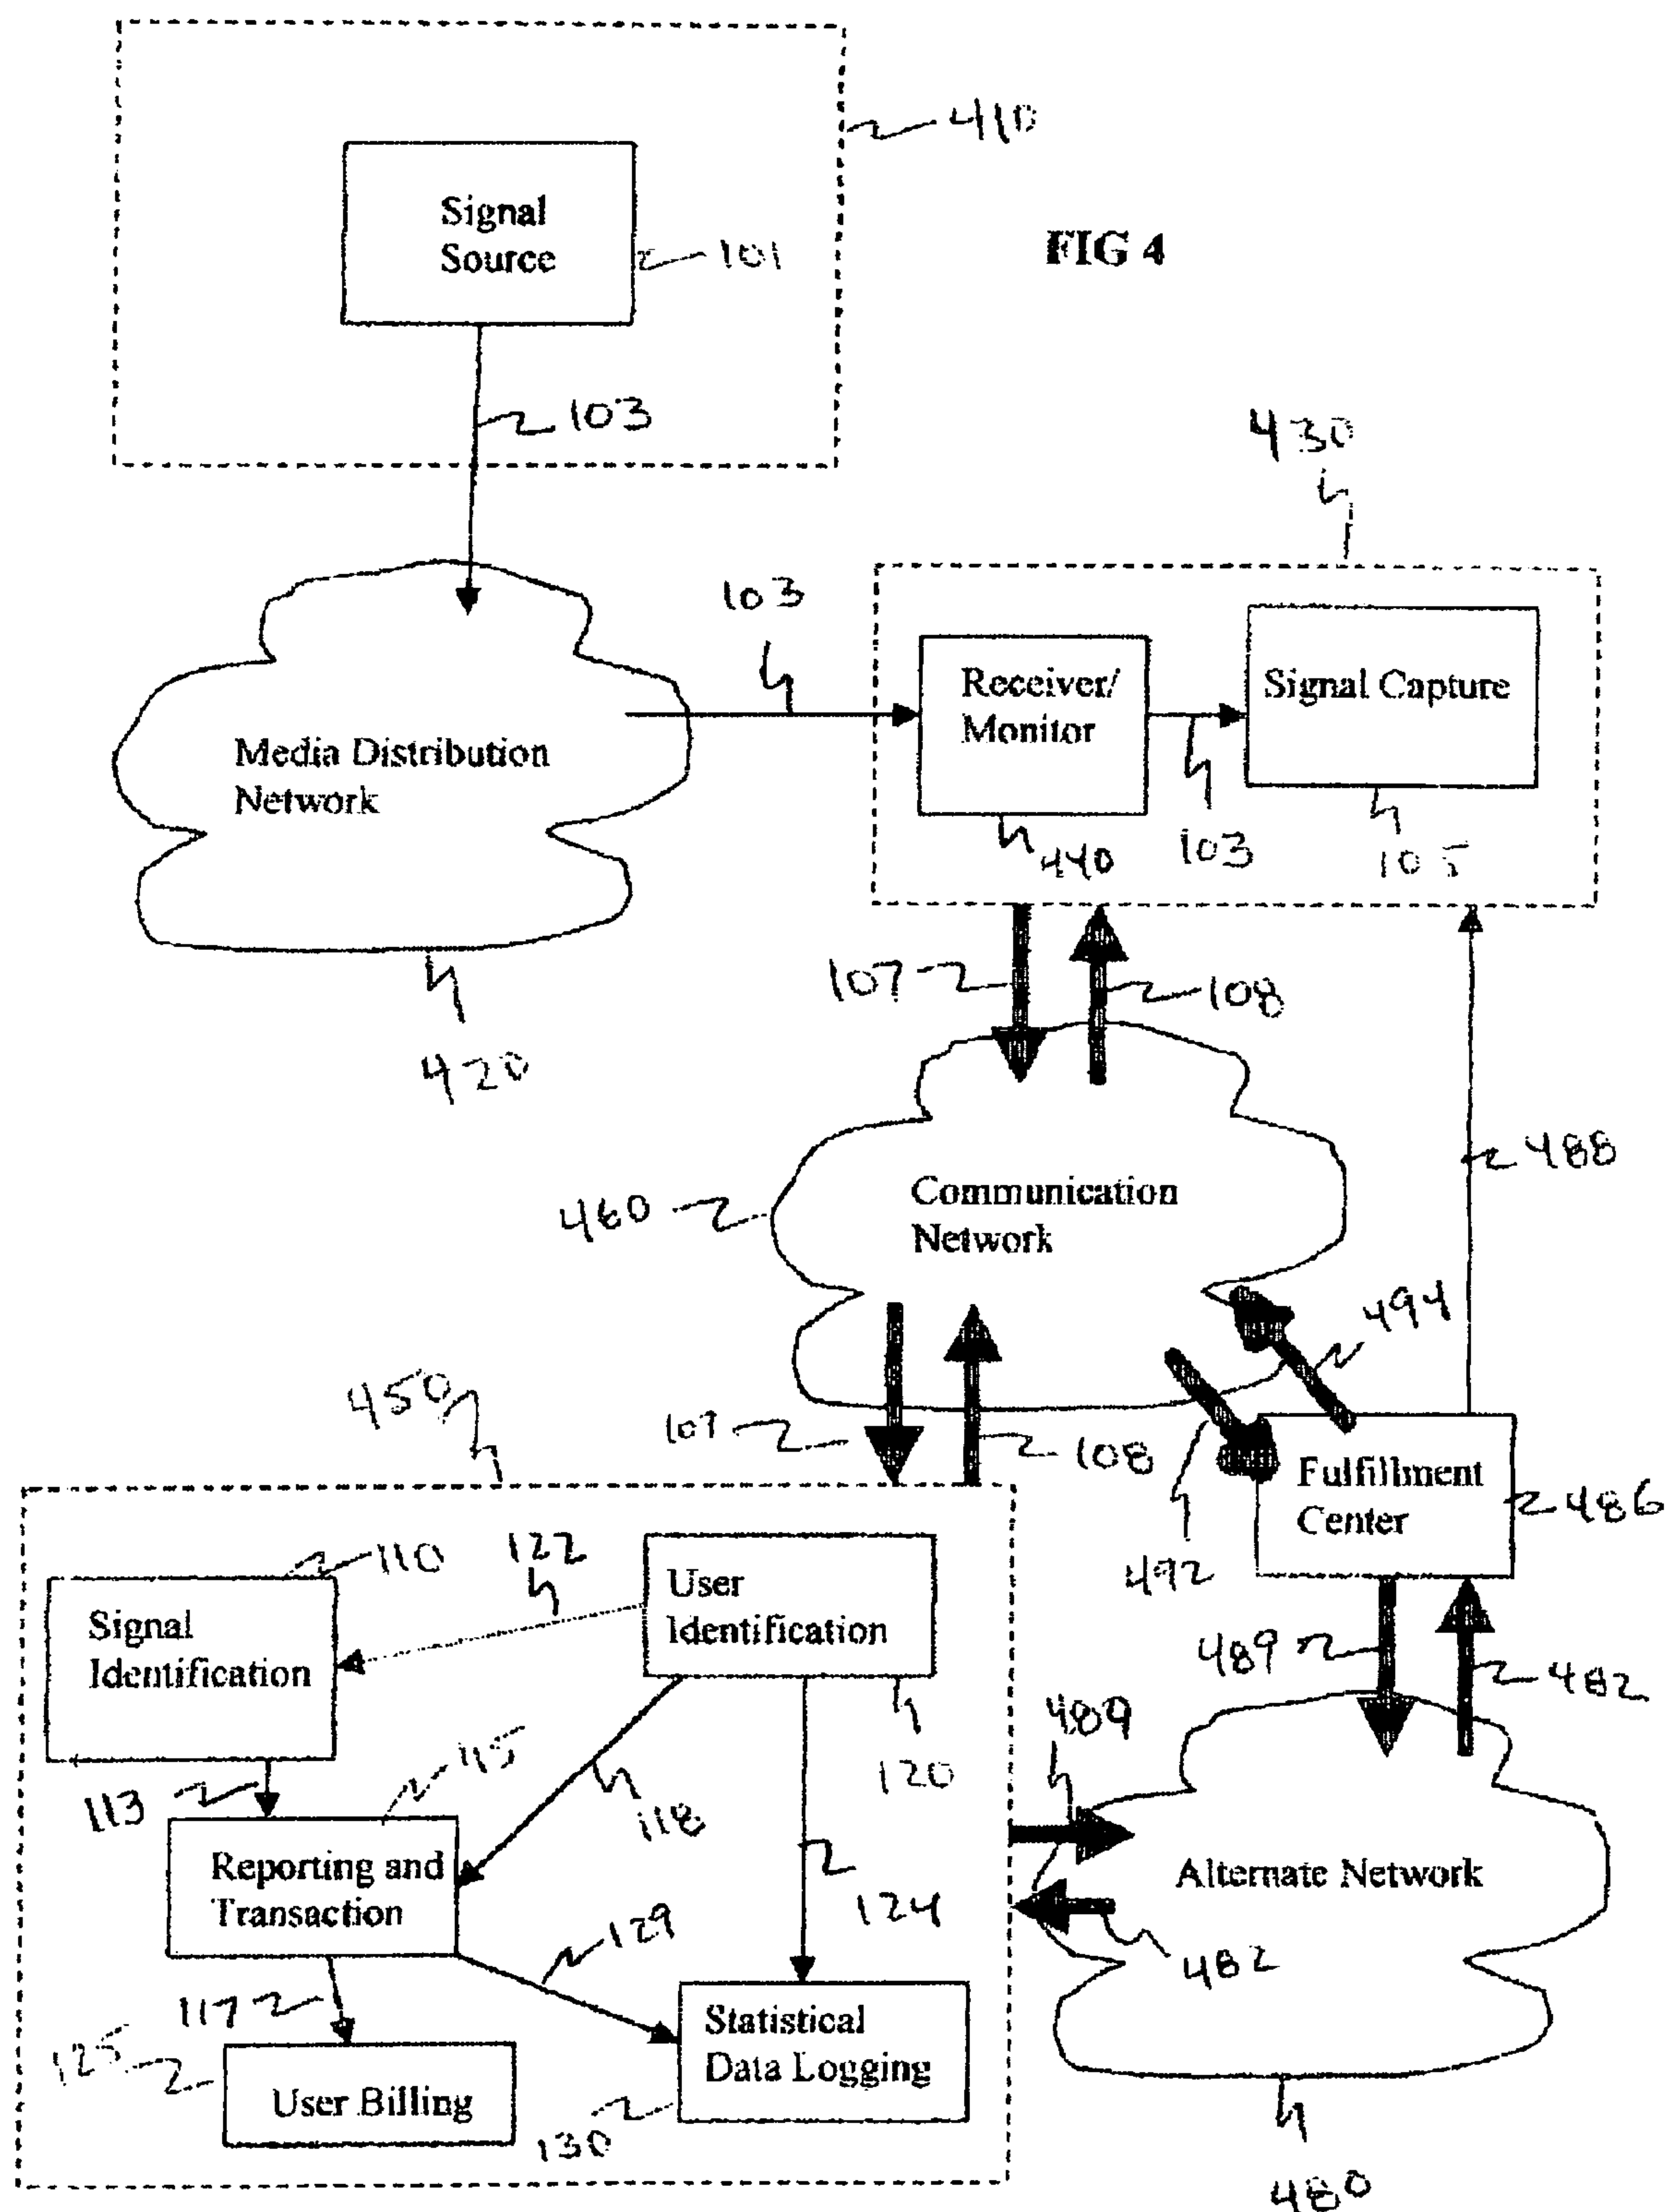 410
Signal
Source
101
FIG 4
103
430
103
Receiver/
Monitor
Signal Capture
Media Distribution
Network
440
103
105
107
108
420
488
Communication
Network
460
494
450
107
108
Fulfillment
Center
486
492
110
122
User
Identification
Signal
Identification
489
482
120
489
115
113
118
Reporting and
Transaction
Alternate Network
124
129
482
117
Statistical
Data Logging
125
User Billing
130
480